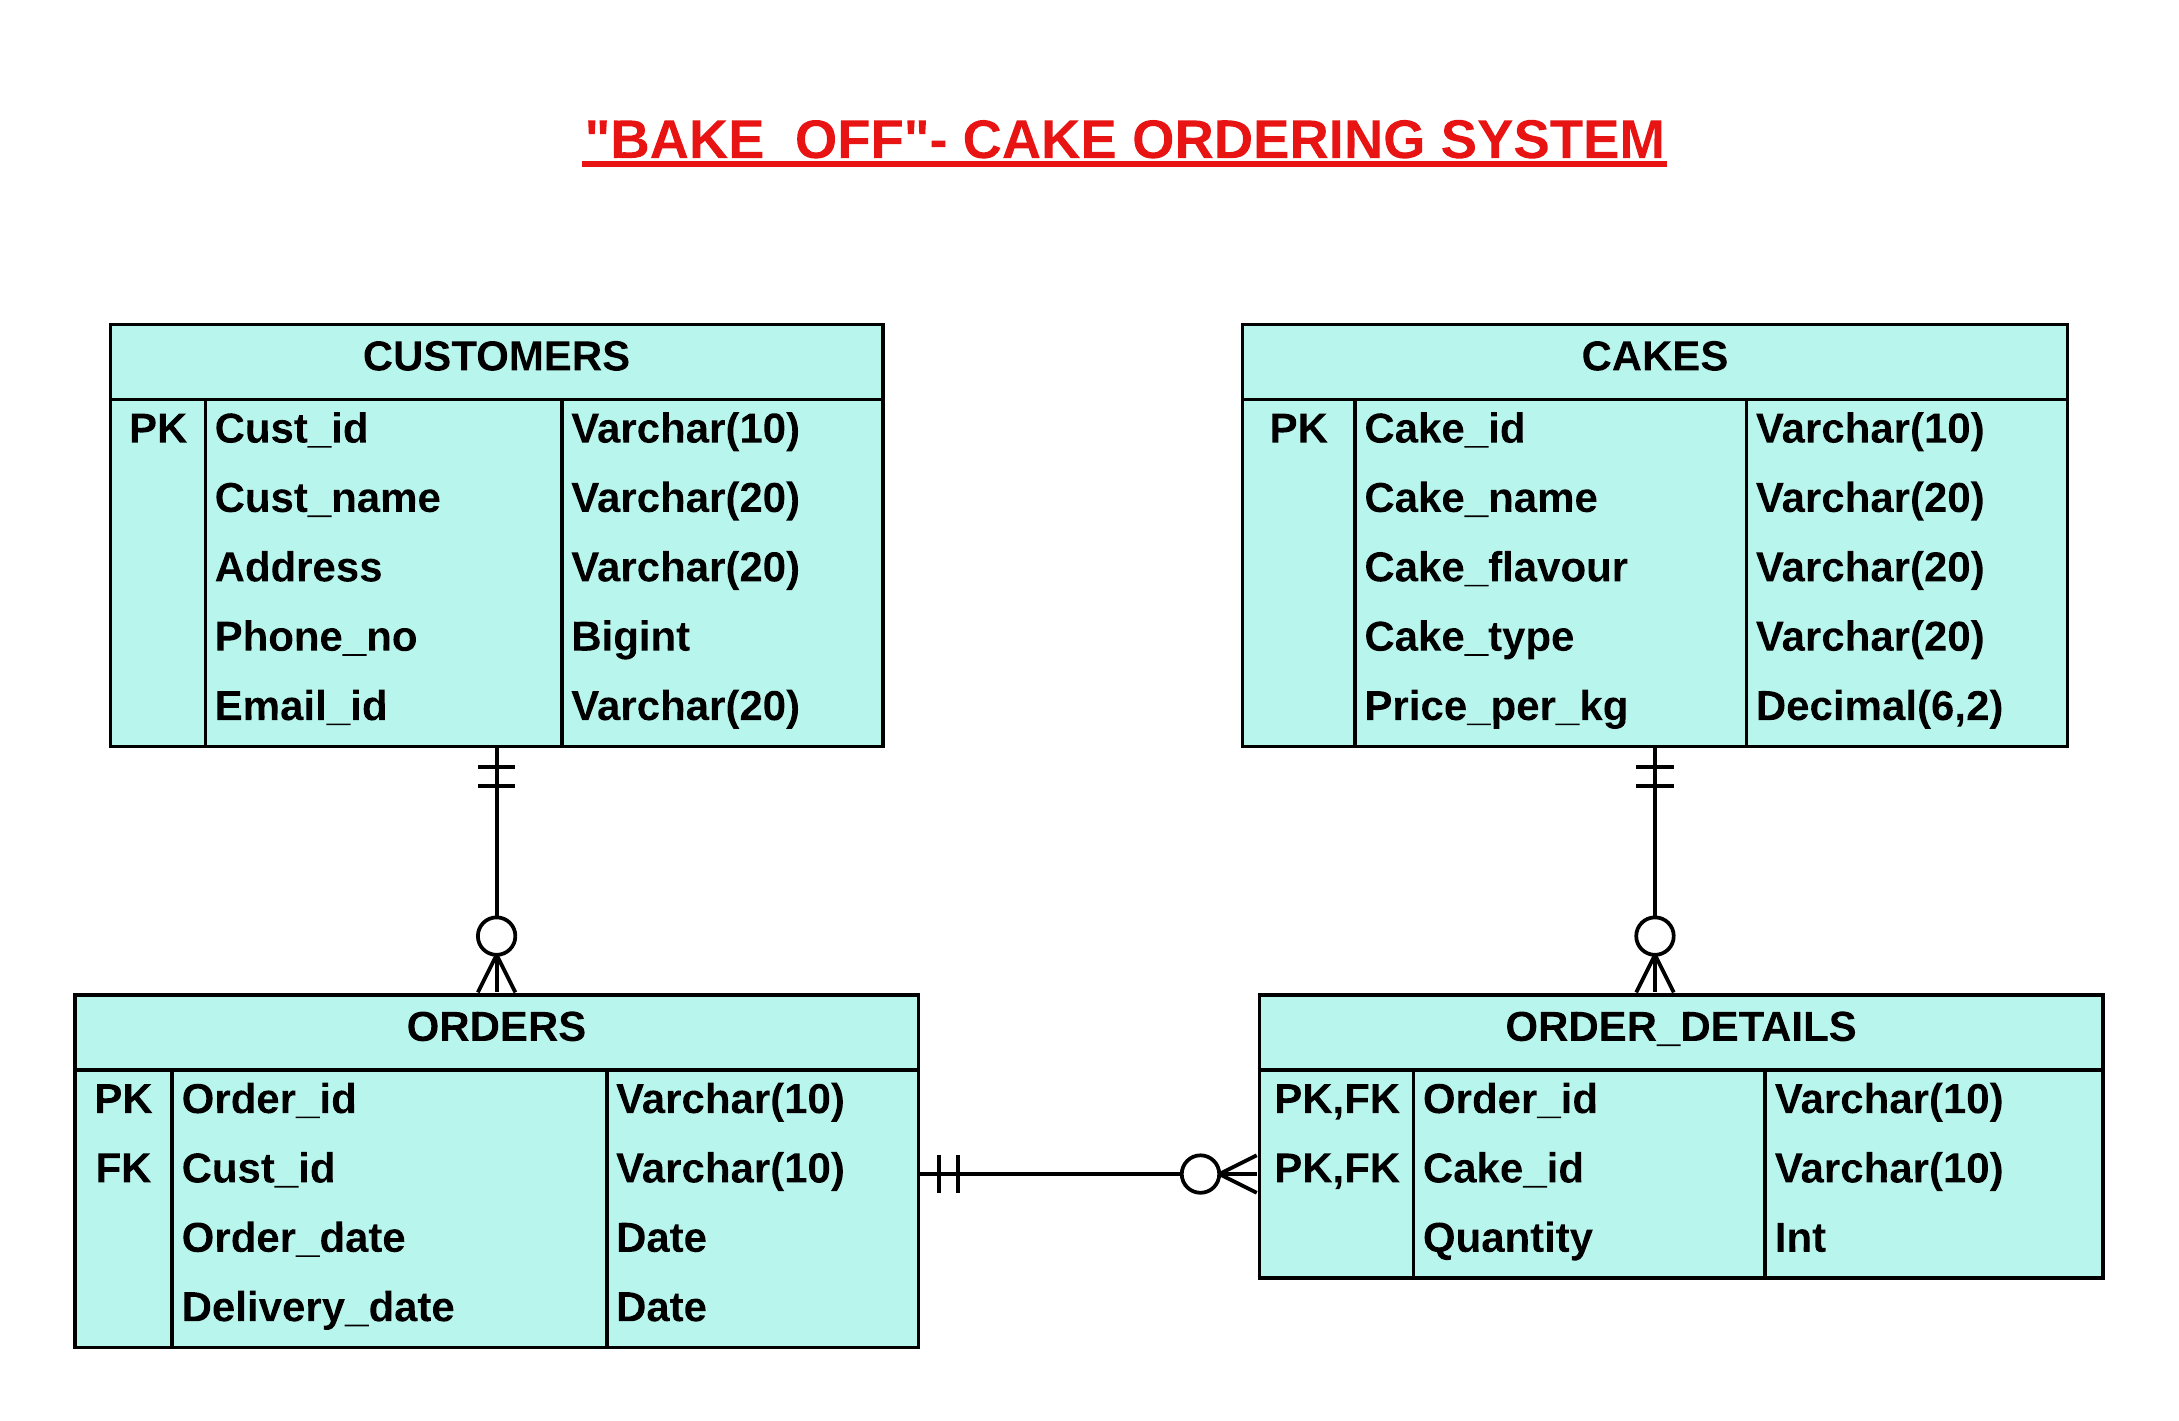 "BAKE  OFF"- CAKE ORDERING SYSTEM
CUSTOMERS
PK Cust_id Varchar(10)
Cust_name Varchar(20)
Address Varchar(20)
Phone_no Bigint
Email_id Varchar(20)
CAKES
PK Cake_id Varchar(10)
Cake_name Varchar(20)
Cake_flavour Varchar(20)
Cake_type Varchar(20)
Price_per_kg Decimal(6,2)
ORDERS
PK Order_id Varchar(10)
FK Cust_id Varchar(10)
Order_date Date
Delivery_date Date
ORDER_DETAILS
PK,FK Order_id Varchar(10)
PK,FK Cake_id Varchar(10)
Quantity Int